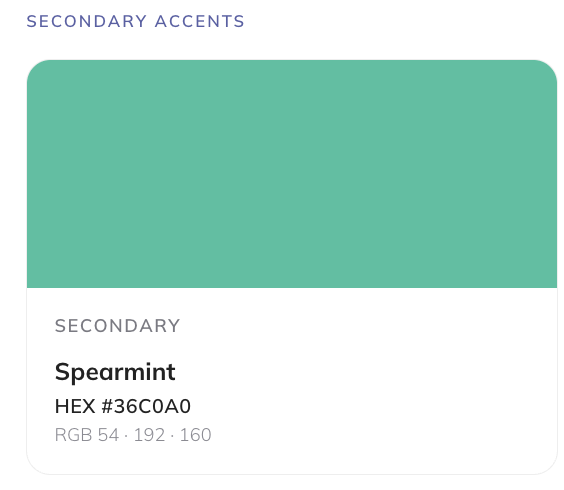 SECONDARY ACCENTS
SECONDARY
Spearmint
HEX #36C0A0
RGB 54 · 192 · 160